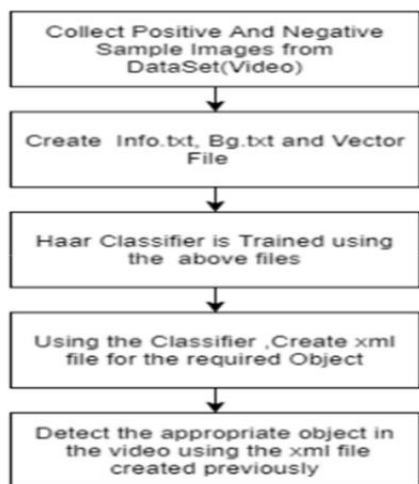 Collect Positive And Negative
Sample Images from
DataSet(Video)
Create Info.txt, Bg.txt and Vector
File
Haar Classifier is Trained using
the above files
Using the Classifier ,Create xml
file for the required Object
Detect the appropriate object in
the video using the xml file
created previously